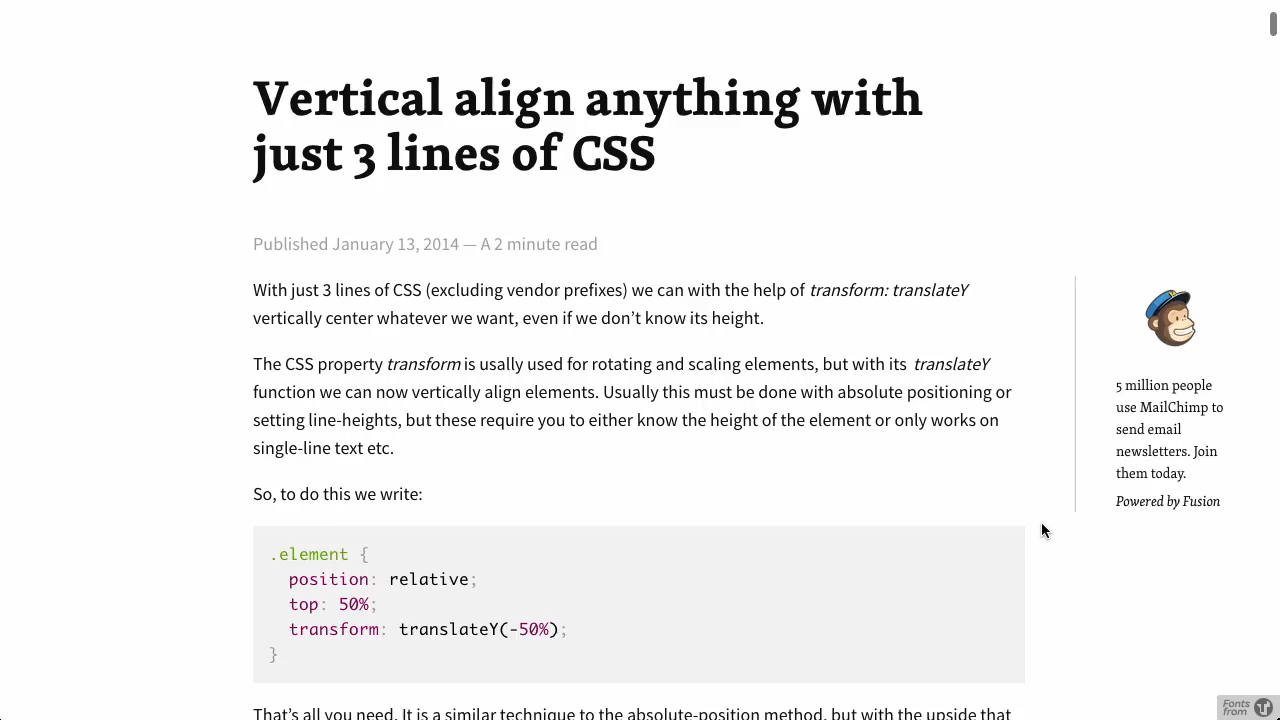 Vertical align anything with
just 3 lines of CSS
Published January 13, 2014 — A 2 minute read
With just 3 lines of CSS (excluding vendor prefixes) we can with the help of transform: translateY
vertically center whatever we want, even if we don’t know its height.
The CSS property transform is usally used for rotating and scaling elements, but with its translateY
function we can now vertically align elements. Usually this must be done with absolute positioning or
setting line-heights, but these require you to either know the height of the element or only works on
single-line text etc.
So, to do this we write:
.element {
  position: relative;
  top: 50%;
  transform: translateY(-50%);
}
That’s all you need. It is a similar technique to the absolute-position method, but with the upside that
5 million people
use MailChimp to
send email
newsletters. Join
them today.
Powered by Fusion
Fonts
from